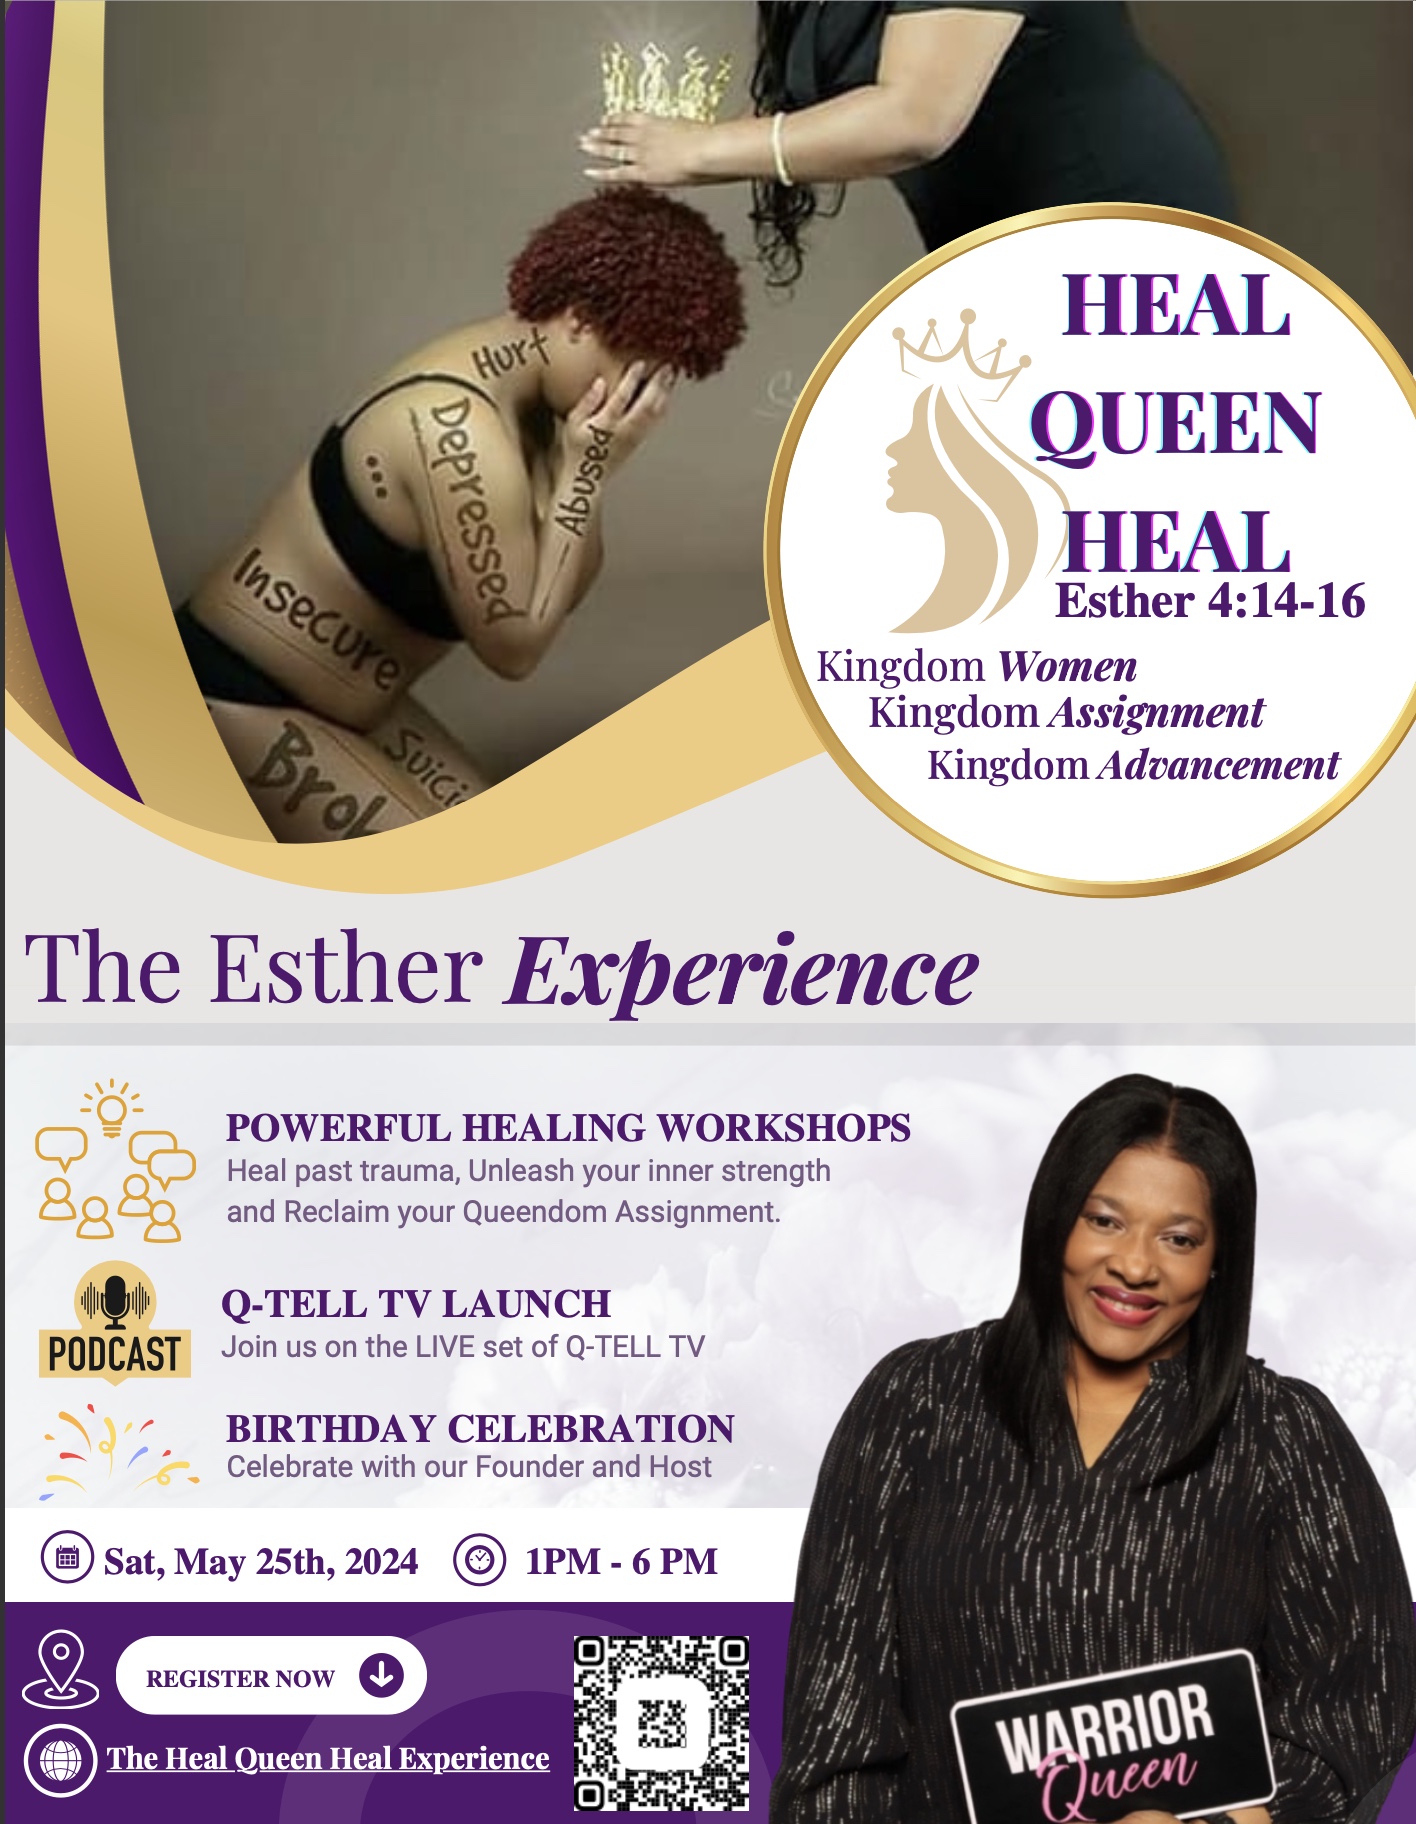 Hurt
Depressed
Abused
Insecure
HEAL
QUEEN
HEAL
Esther 4:14-16
Kingdom Women
Kingdom Assignment
Kingdom Advancement
The Esther Experience
POWERFUL HEALING WORKSHOPS
Heal past trauma, Unleash your inner strength
and Reclaim your Queendom Assignment.
PODCAST
Q-TELL TV LAUNCH
Join us on the LIVE set of Q-TELL TV
BIRTHDAY CELEBRATION
Celebrate with our Founder and Host
Sat, May 25th, 2024
1PM - 6 PM
REGISTER NOW
The Heal Queen Heal Experience
WARRIOR
Queen